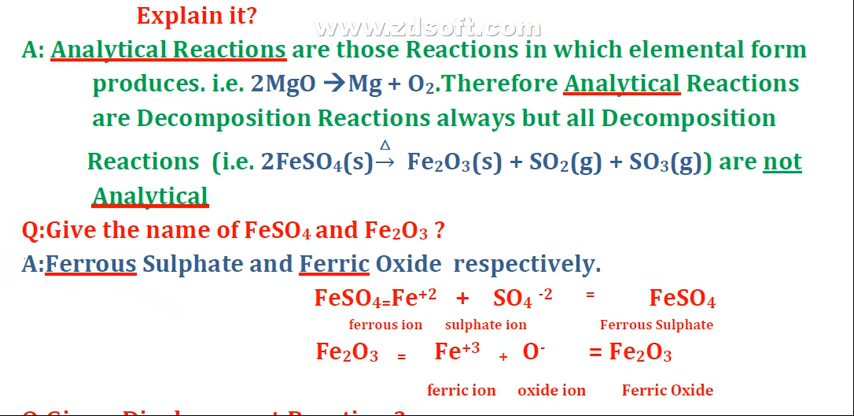 Explain it?
www.zdsoft.com
A: Analytical Reactions are those Reactions in which elemental form
produces. i.e. 2MgO →Mg + O₂.Therefore Analytical Reactions
are Decomposition Reactions always but all Decomposition
Reactions (i.e. 2FeSO₄(s) →^Δ Fe₂O₃(s) + SO₂(g) + SO₃(g)) are not
Analytical
Q:Give the name of FeSO₄ and Fe₂O₃ ?
A:Ferrous Sulphate and Ferric Oxide respectively.
FeSO₄=Fe⁺² + SO₄ ⁻² = FeSO₄
ferrous ion sulphate ion Ferrous Sulphate
Fe₂O₃ = Fe⁺³ + O⁻ = Fe₂O₃
ferric ion oxide ion Ferric Oxide